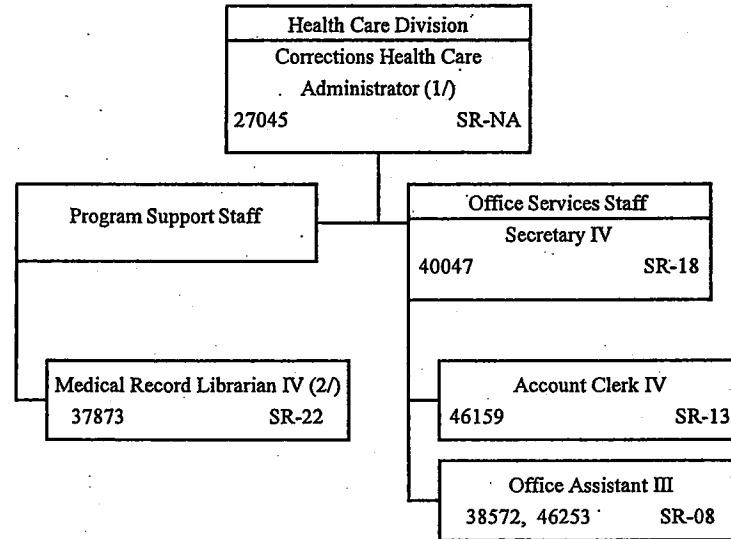 Health Care Division
Corrections Health Care
Administrator (1/)
27045 SR-NA
Program Support Staff
Office Services Staff
Secretary IV
40047 SR-18
Medical Record Librarian IV (2/)
37873 SR-22
Account Clerk IV
46159 SR-13
Office Assistant III
38572, 46253 SR-08